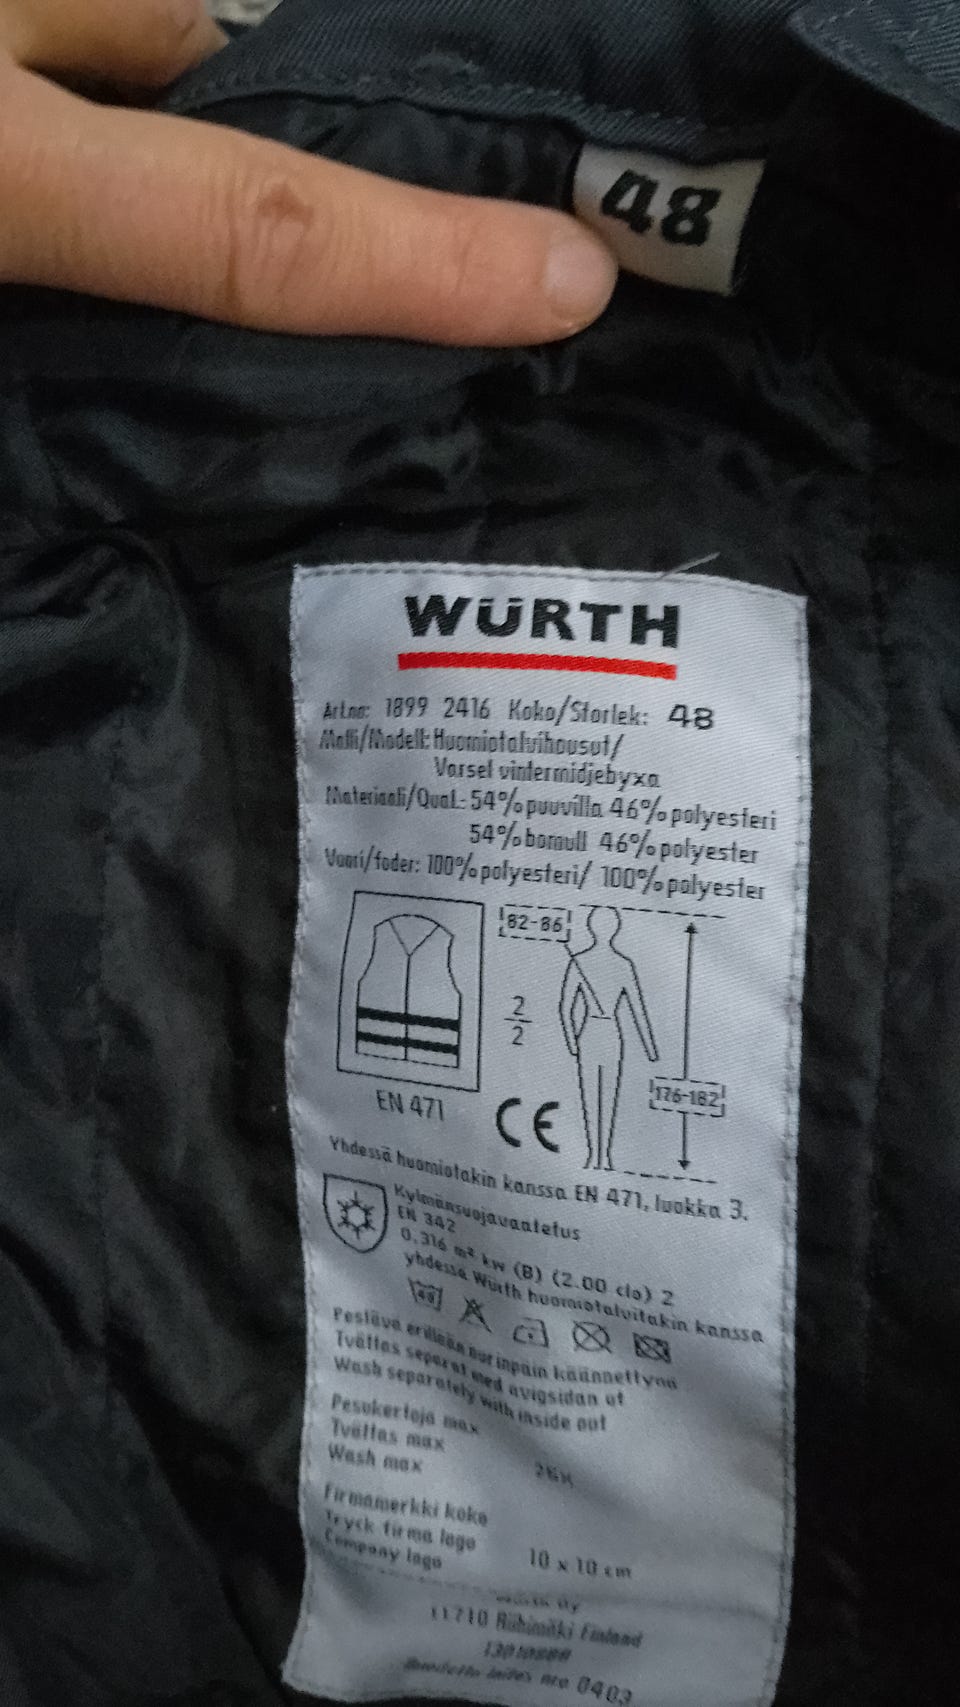 48
WÜRTH
Art.no: 1899 2416 Koko/Storlek: 48
Malli/Modell: Huomiotalvihousut/
Varsel vintermidjebyxa
Materiaali/Qual.: 54% puuvilla 46% polyesteri
54% bomull 46% polyester
Vuori/foder: 100% polyesteri/ 100% polyester
82-86
2
2
176-182
EN 471
CE
Yhdessä huomiotakin kanssa EN 471, luokka 3.
Kylmänsuojavaatetus
EN 342
0.316 m² kw (B) (2.00 clo) 2
yhdessä Würth huomiotalvitakin kanssa
40
Pestävä erillään nurinpäin käännettynä
Tvättas separat med avigsidan ut
Wash separately with inside out
Pesukertoja max
Tvättas max
Wash max 25x
Firmamerkki koko
Tryck firma logo
Company logo 10 x 10 cm
Würth Oy
11710 Riihimäki Finland
0403